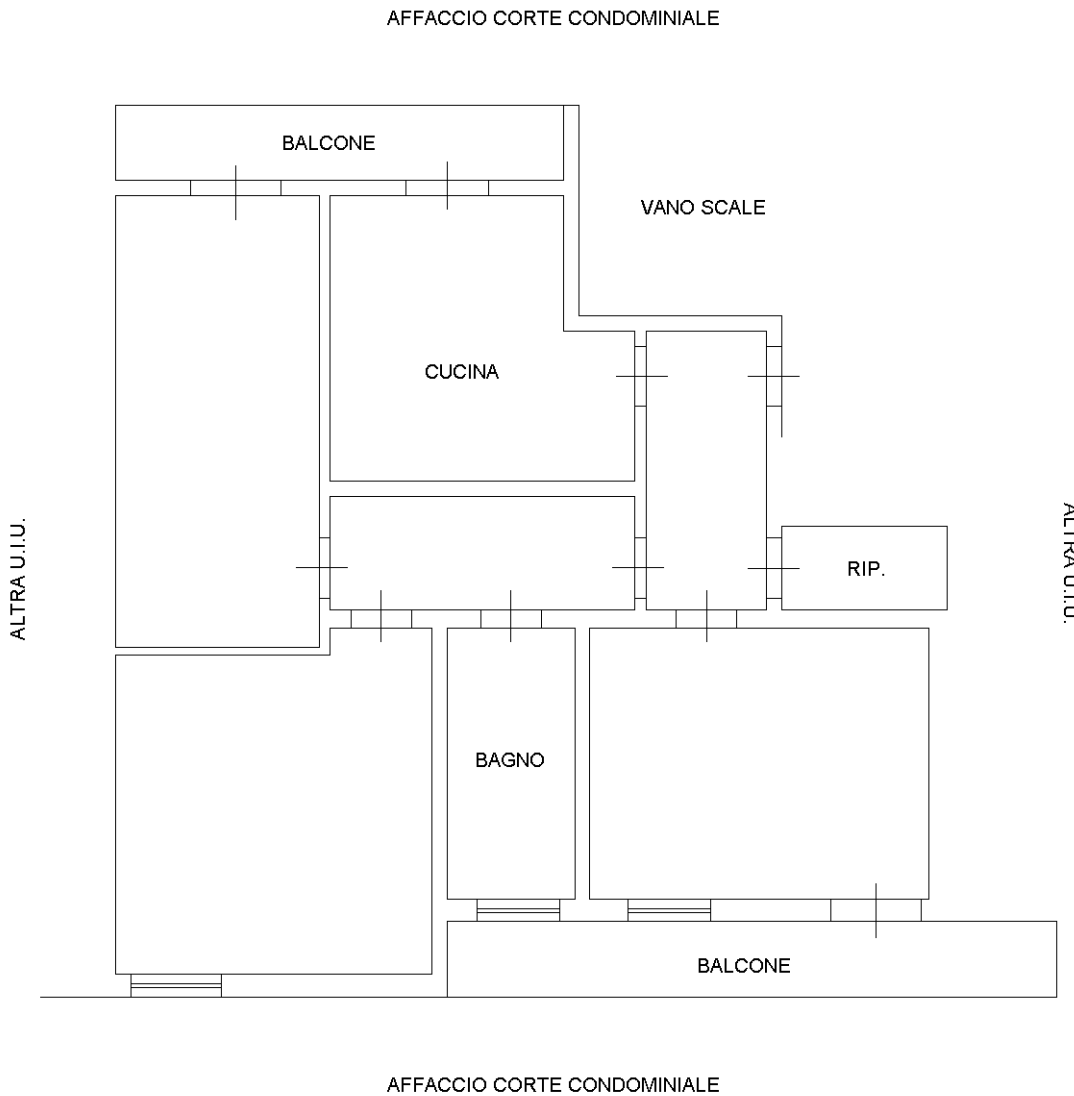 AFFACCIO CORTE CONDOMINIALE
BALCONE
VANO SCALE
CUCINA
ALTRA U.I.U.
ALTRA U.I.U.
RIP.
BAGNO
BALCONE
AFFACCIO CORTE CONDOMINIALE